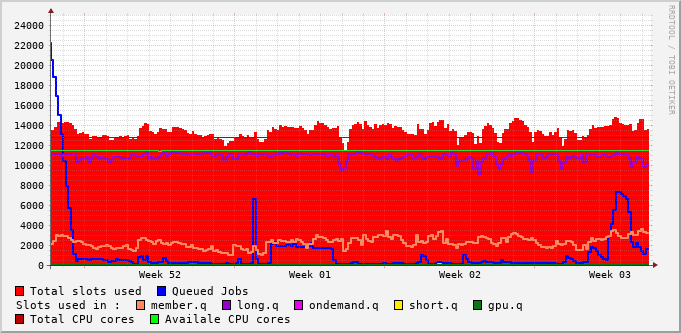 RRDTOOL / TOBI OETIKER
24000
22000
20000
18000
16000
14000
12000
10000
8000
6000
4000
2000
0
Week 52 Week 01 Week 02 Week 03
Total slots used Queued Jobs
Slots used in : member.q long.q ondemand.q short.q gpu.q
Total CPU cores Availale CPU cores